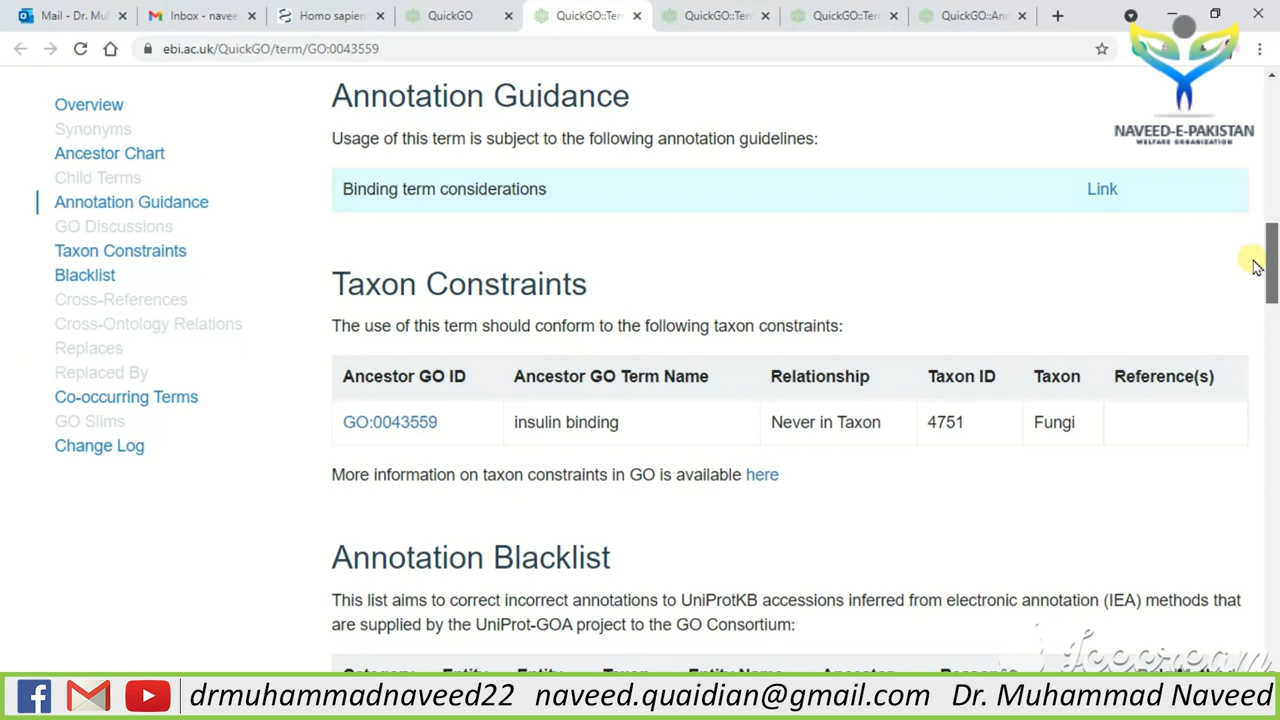 Mail - Dr. Mul
Inbox - navee
Homo sapien
QuickGO
QuickGO::Ter
QuickGO::Ter
QuickGO::Ter
QuickGO::Ann
ebi.ac.uk/QuickGO/term/GO:0043559
NAVEED-E-PAKISTAN
WELFARE ORGANIZATION
Overview
Synonyms
Ancestor Chart
Child Terms
Annotation Guidance
GO Discussions
Taxon Constraints
Blacklist
Cross-References
Cross-Ontology Relations
Replaces
Replaced By
Co-occurring Terms
GO Slims
Change Log
Annotation Guidance
Usage of this term is subject to the following annotation guidelines:
Binding term considerations Link
Taxon Constraints
The use of this term should conform to the following taxon constraints:
Ancestor GO ID Ancestor GO Term Name Relationship Taxon ID Taxon Reference(s)
GO:0043559 insulin binding Never in Taxon 4751 Fungi
More information on taxon constraints in GO is available here
Annotation Blacklist
This list aims to correct incorrect annotations to UniProtKB accessions inferred from electronic annotation (IEA) methods that
are supplied by the UniProt-GOA project to the GO Consortium:
drmuhammadnaveed22 naveed.quaidian@gmail.com Dr. Muhammad Naveed